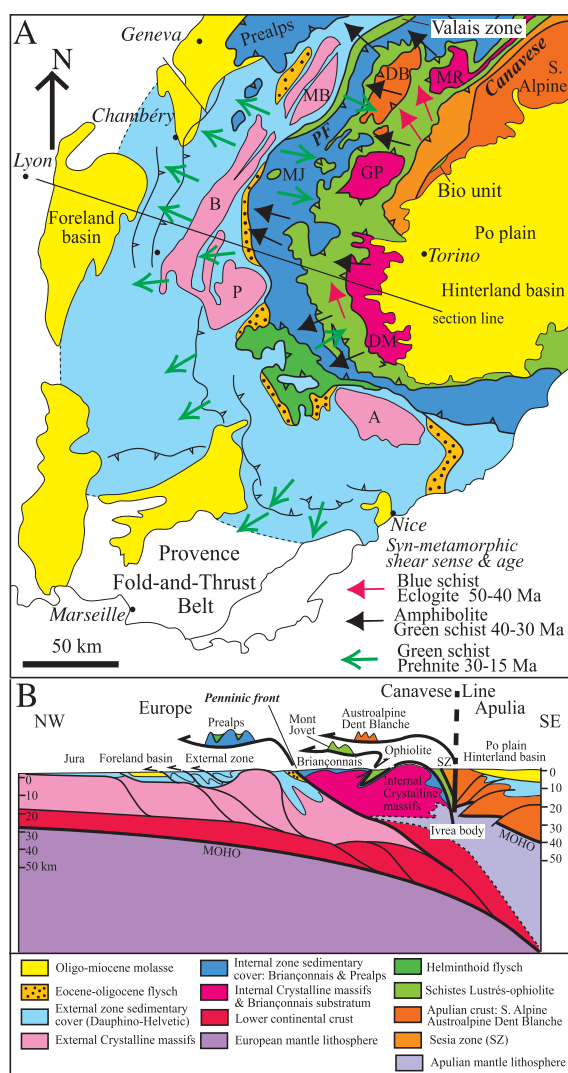 A
N
Geneva
Prealps
Valais zone
DB
MR
Canavese
S.
Alpine
MB
Chambéry
PF
Lyon
MJ
GP
Bio unit
B
Foreland
basin
Po plain
Torino
Hinterland basin
section line
P
DM
A
Nice
Provence
Fold-and-Thrust
Belt
Marseille
50 km
Syn-metamorphic
shear sense & age
Blue schist
Eclogite 50-40 Ma
Amphibolite
Green schist 40-30 Ma
Green schist
Prehnite 30-15 Ma
B
NW
Europe
Penninic front
Canavese Line
Apulia
SE
Prealps
Mont
Jovet
Austroalpine
Dent Blanche
Jura
Foreland basin
External zone
Briançonnais
Ophiolite
SZ
Po plain
Hinterland basin
0
10
20
30
40
50 km
Internal
Crystalline
massifs
Ivrea body
MOHO
MOHO
0
10
20
30
40
50
Oligo-miocene molasse
Eocene-oligocene flysch
External zone sedimentary
cover (Dauphino-Helvetic)
External Crystalline massifs
Internal zone sedimentary
cover: Briançonnais & Prealps
Internal Crystalline massifs
& Briançonnais substratum
Lower continental crust
European mantle lithosphere
Helminthoid flysch
Schistes Lustrés-ophiolite
Apulian crust: S. Alpine
Austroalpine Dent Blanche
Sesia zone (SZ)
Apulian mantle lithosphere